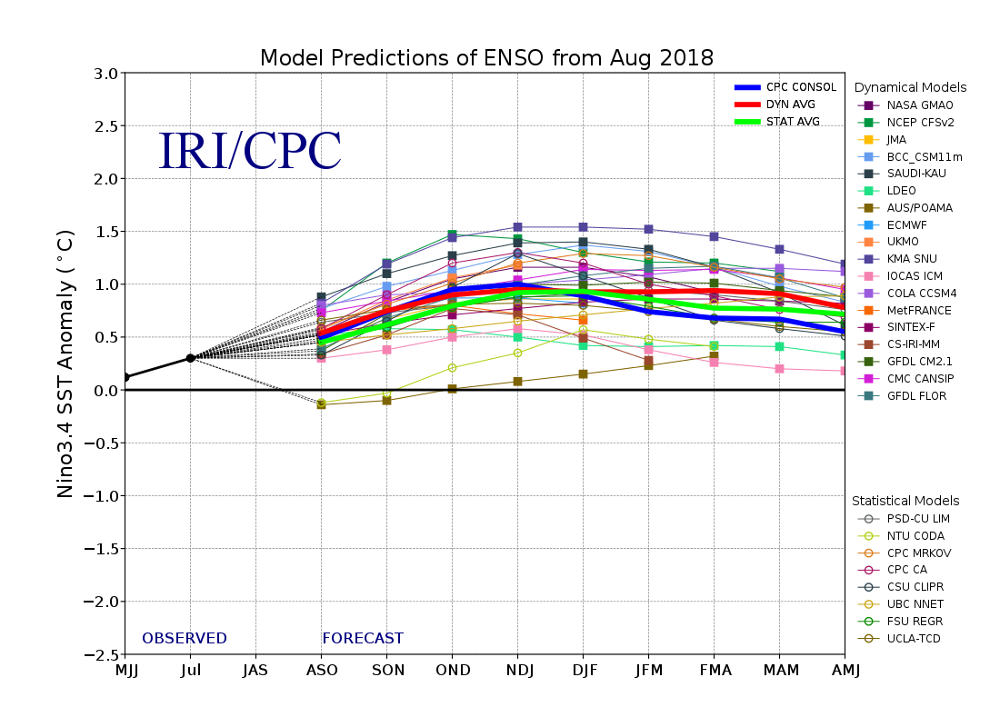 Model Predictions of ENSO from Aug 2018
IRI/CPC
CPC CONSOL
DYN AVG
STAT AVG
Nino3.4 SST Anomaly ( °C)
3.0
2.5
2.0
1.5
1.0
0.5
0.0
−0.5
−1.0
−1.5
−2.0
−2.5
OBSERVED FORECAST
MJJ Jul JAS ASO SON OND NDJ DJF JFM FMA MAM AMJ
Dynamical Models
NASA GMAO
NCEP CFSv2
JMA
BCC_CSM11m
SAUDI-KAU
LDEO
AUS/POAMA
ECMWF
UKMO
KMA SNU
IOCAS ICM
COLA CCSM4
MetFRANCE
SINTEX-F
CS-IRI-MM
GFDL CM2.1
CMC CANSIP
GFDL FLOR
Statistical Models
PSD-CU LIM
NTU CODA
CPC MRKOV
CPC CA
CSU CLIPR
UBC NNET
FSU REGR
UCLA-TCD